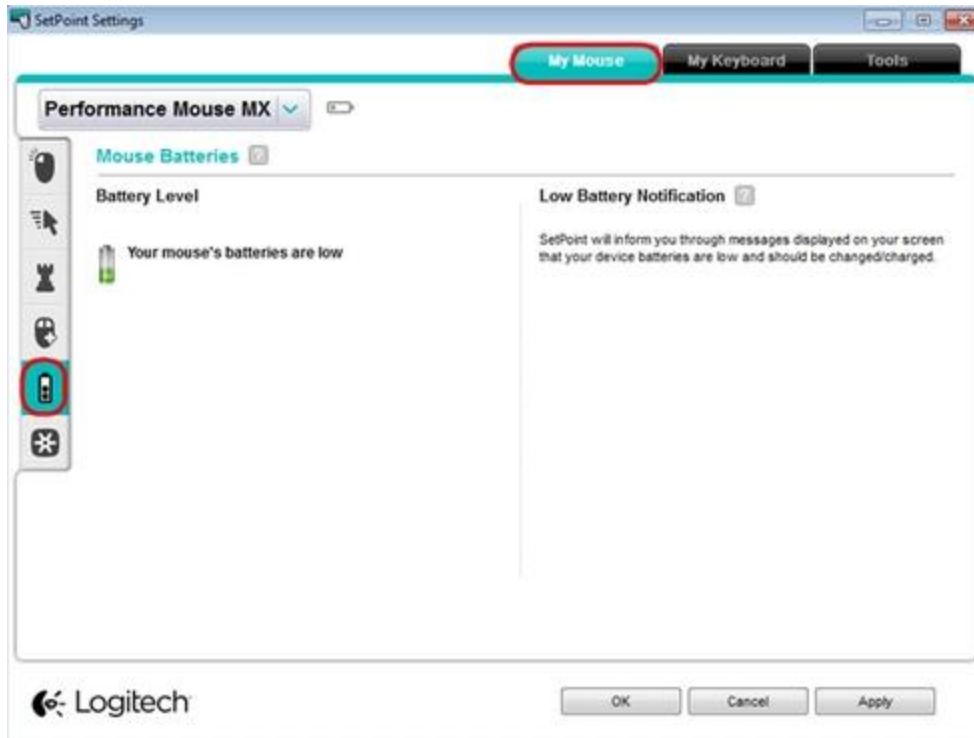 SetPoint Settings
My Mouse
My Keyboard
Tools
Performance Mouse MX
Mouse Batteries ?
Battery Level
Your mouse's batteries are low
Low Battery Notification ?
SetPoint will inform you through messages displayed on your screen
that your device batteries are low and should be changed/charged.
Logitech
OK
Cancel
Apply